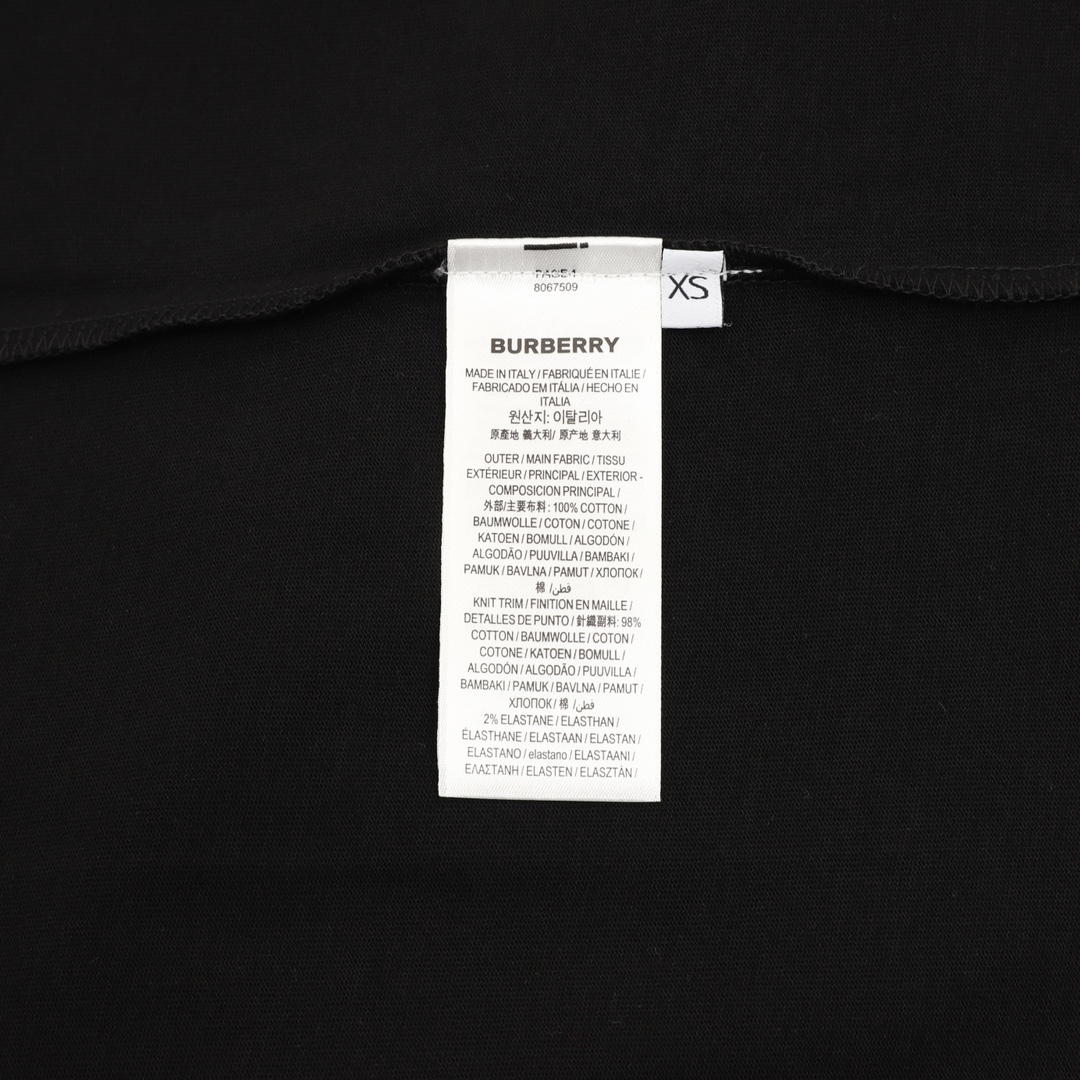 PAGE 1
8067509
XS
BURBERRY
MADE IN ITALY / FABRIQUÉ EN ITALIE /
FABRICADO EM ITÁLIA / HECHO EN
ITALIA
원산지: 이탈리아
原產地 義大利/ 原产地 意大利
OUTER / MAIN FABRIC / TISSU
EXTÉRIEUR / PRINCIPAL / EXTERIOR -
COMPOSICION PRINCIPAL /
外部/主要布料: 100% COTTON /
BAUMWOLLE / COTON / COTONE /
KATOEN / BOMULL / ALGODÓN /
ALGODÃO / PUUVILLA / BAMBAKI /
PAMUK / BAVLNA / PAMUT / ХЛОПОК /
棉 / قطن/
KNIT TRIM / FINITION EN MAILLE /
DETALLES DE PUNTO / 針織副料: 98%
COTTON / BAUMWOLLE / COTON /
COTONE / KATOEN / BOMULL /
ALGODÓN / ALGODÃO / PUUVILLA /
BAMBAKI / PAMUK / BAVLNA / PAMUT /
ХЛОПОК / 棉 / قطن/
2% ELASTANE / ELASTHAN /
ÉLASTHANE / ELASTAAN / ELASTAN /
ELASTANO / elastano / ELASTAANI /
ΕΛΑΣΤΑΝΗ / ELASTEN / ELASZTÁN /